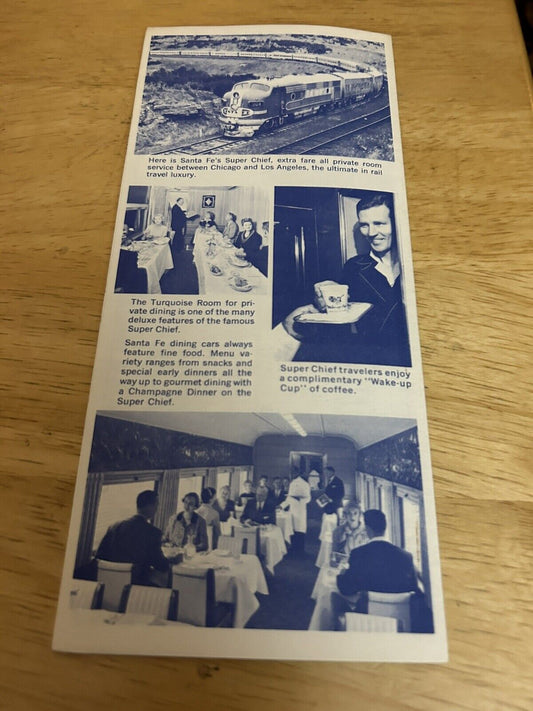 Here is Santa Fe's Super Chief, extra fare all private room
service between Chicago and Los Angeles, the ultimate in rail
travel luxury.
The Turquoise Room for pri-
vate dining is one of the many
deluxe features of the famous
Super Chief.
Santa Fe dining cars always
feature fine food. Menu va-
riety ranges from snacks and
special early dinners all the
way up to gourmet dining with
a Champagne Dinner on the
Super Chief.
Super Chief travelers enjoy
a complimentary "Wake-up
Cup" of coffee.